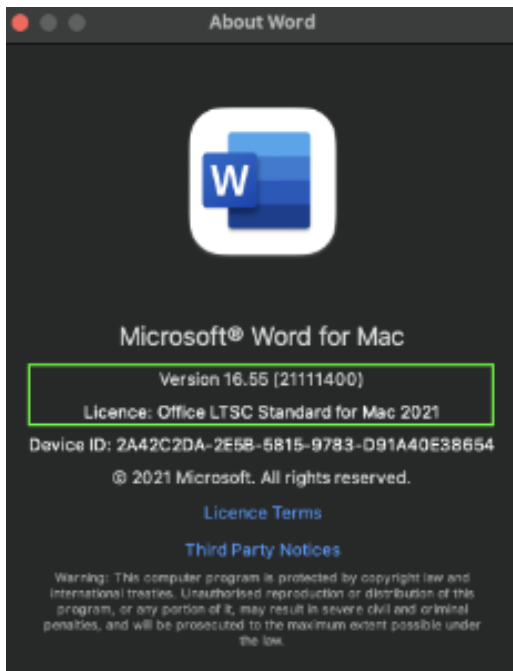 About Word
W
Microsoft® Word for Mac
Version 16.55 (21111400)
Licence: Office LTSC Standard for Mac 2021
Device ID: 2A42C2DA-2E5B-5815-9783-D91A40E38654
© 2021 Microsoft. All rights reserved.
Licence Terms
Third Party Notices
Warning: This computer program is protected by copyright law and
international treaties. Unauthorised reproduction or distribution of this
program, or any portion of it, may result in severe civil and criminal
penalties, and will be prosecuted to the maximum extent possible under
the law.